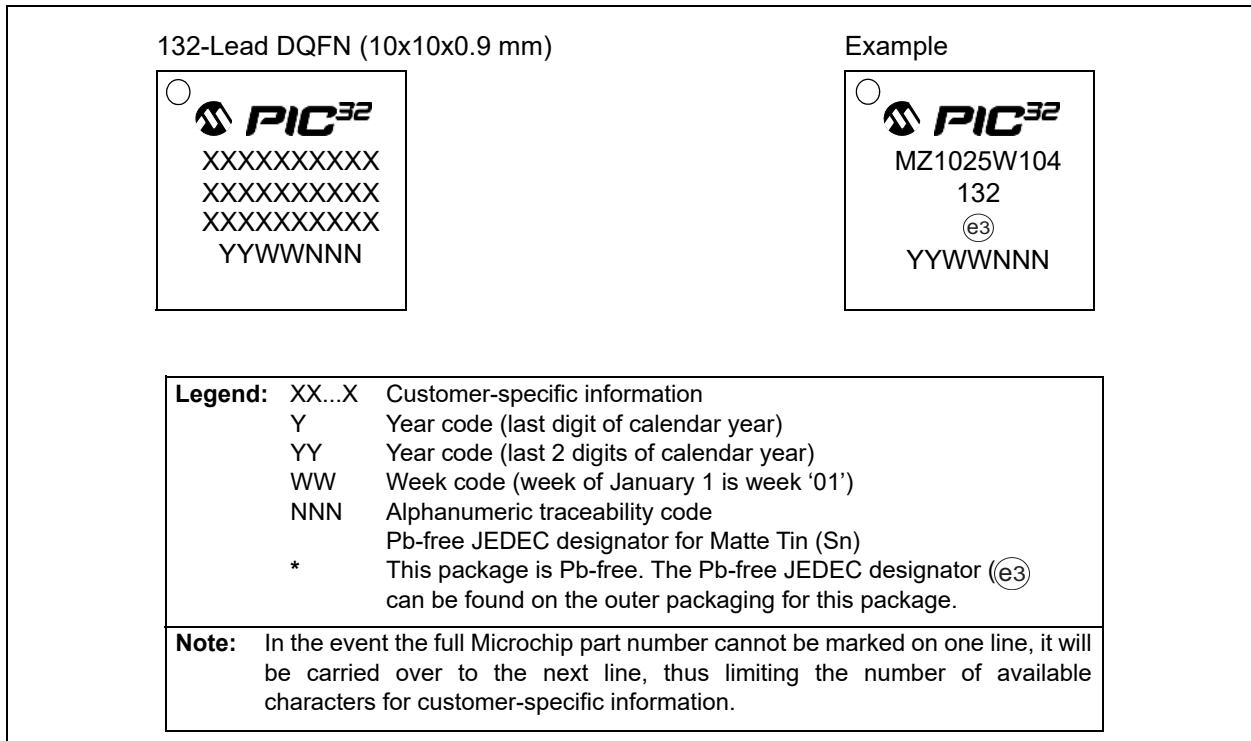 132-Lead DQFN (10x10x0.9 mm)
PIC32
XXXXXXXXXX
XXXXXXXXXX
XXXXXXXXXX
YYWWNNN
Example
PIC32
MZ1025W104
132
e3
YYWWNNN
Legend: XX...X Customer-specific information
Y Year code (last digit of calendar year)
YY Year code (last 2 digits of calendar year)
WW Week code (week of January 1 is week ‘01’)
NNN Alphanumeric traceability code
Pb-free JEDEC designator for Matte Tin (Sn)
* This package is Pb-free. The Pb-free JEDEC designator (e3)
can be found on the outer packaging for this package.
Note: In the event the full Microchip part number cannot be marked on one line, it will
be carried over to the next line, thus limiting the number of available
characters for customer-specific information.